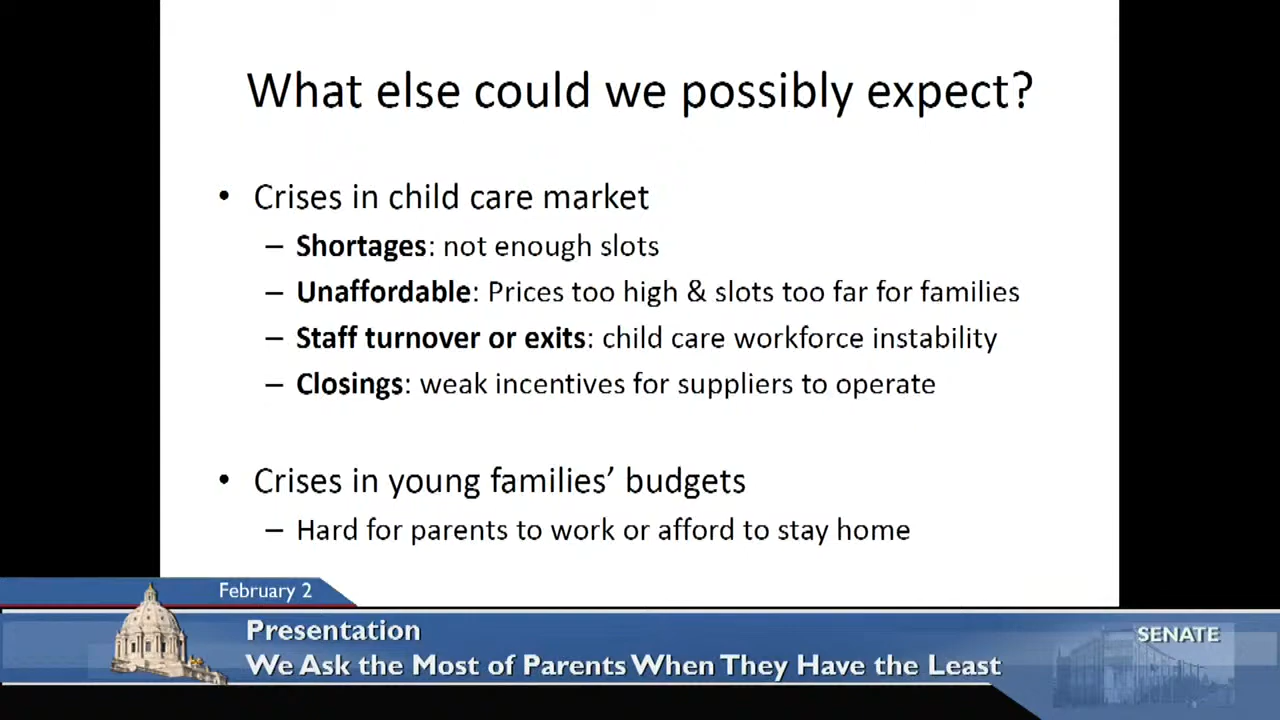 What else could we possibly expect?
• Crises in child care market
– Shortages: not enough slots
– Unaffordable: Prices too high & slots too far for families
– Staff turnover or exits: child care workforce instability
– Closings: weak incentives for suppliers to operate
• Crises in young families’ budgets
– Hard for parents to work or afford to stay home
February 2
Presentation
SENATE
We Ask the Most of Parents When They Have the Least